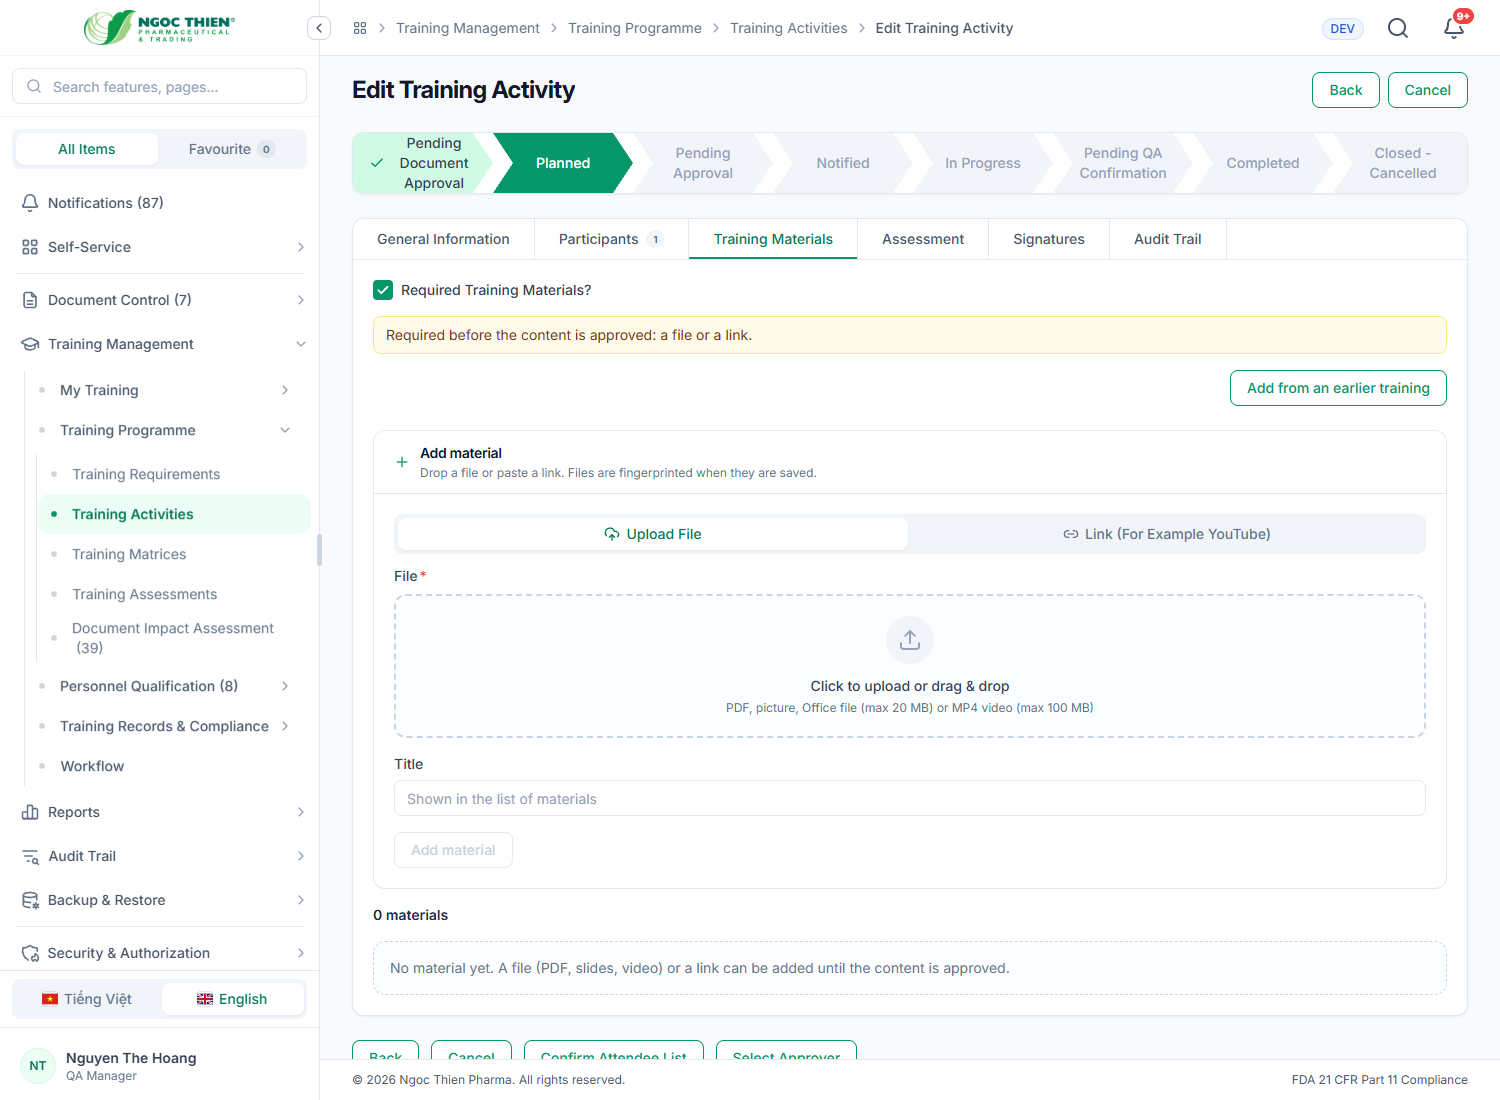 NGOC THIEN®
PHARMACEUTICAL
& TRADING
Search features, pages...
All Items
Favourite 0
Notifications (87)
Self-Service
Document Control (7)
Training Management
My Training
Training Programme
Training Requirements
Training Activities
Training Matrices
Training Assessments
Document Impact Assessment
(39)
Personnel Qualification (8)
Training Records & Compliance
Workflow
Reports
Audit Trail
Backup & Restore
Security & Authorization
Tiếng Việt
English
NT
Nguyen The Hoang
QA Manager
Training Management
Training Programme
Training Activities
Edit Training Activity
DEV
9+
Edit Training Activity
Back
Cancel
Pending
Document
Approval
Planned
Pending
Approval
Notified
In Progress
Pending QA
Confirmation
Completed
Closed -
Cancelled
General Information
Participants 1
Training Materials
Assessment
Signatures
Audit Trail
Required Training Materials?
Required before the content is approved: a file or a link.
Add from an earlier training
Add material
Drop a file or paste a link. Files are fingerprinted when they are saved.
Upload File
Link (For Example YouTube)
File*
Click to upload or drag & drop
PDF, picture, Office file (max 20 MB) or MP4 video (max 100 MB)
Title
Shown in the list of materials
Add material
0 materials
No material yet. A file (PDF, slides, video) or a link can be added until the content is approved.
Back
Cancel
Confirm Attendee List
Select Approver
© 2026 Ngoc Thien Pharma. All rights reserved.
FDA 21 CFR Part 11 Compliance